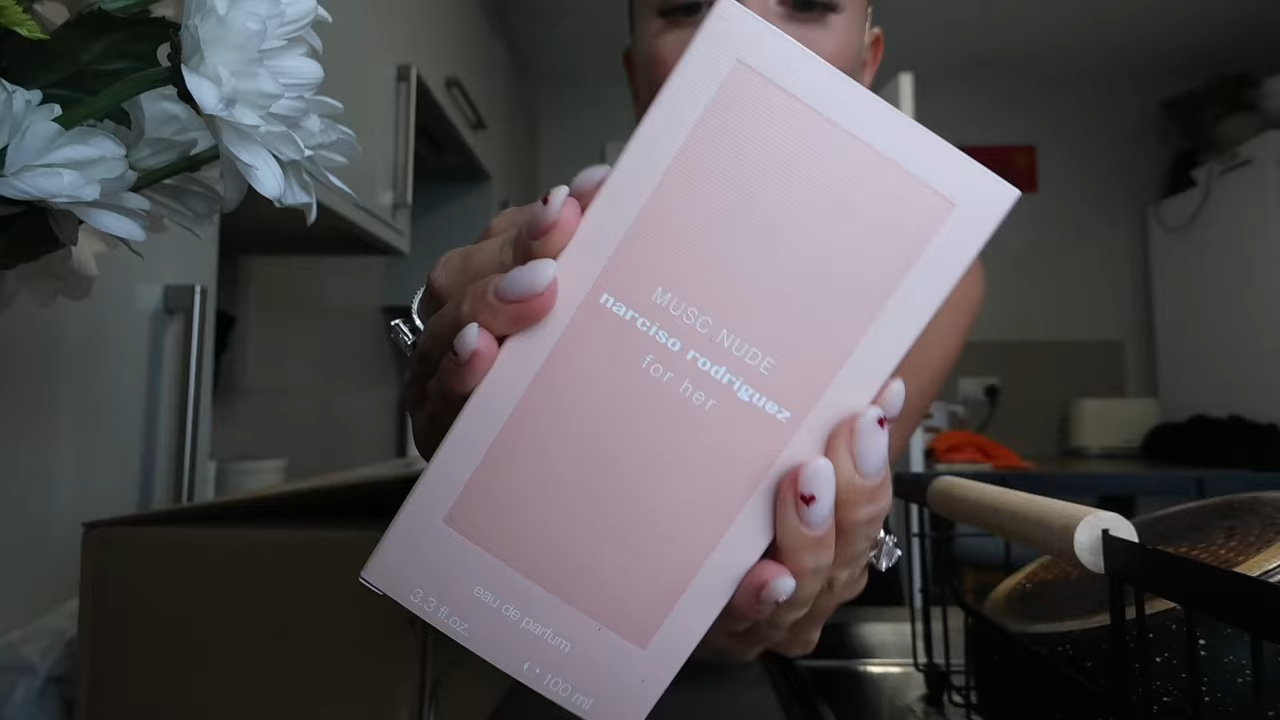 MUSC NUDE
narciso rodriguez
for her
eau de parfum
3.3 fl.oz. ℮ 100 ml